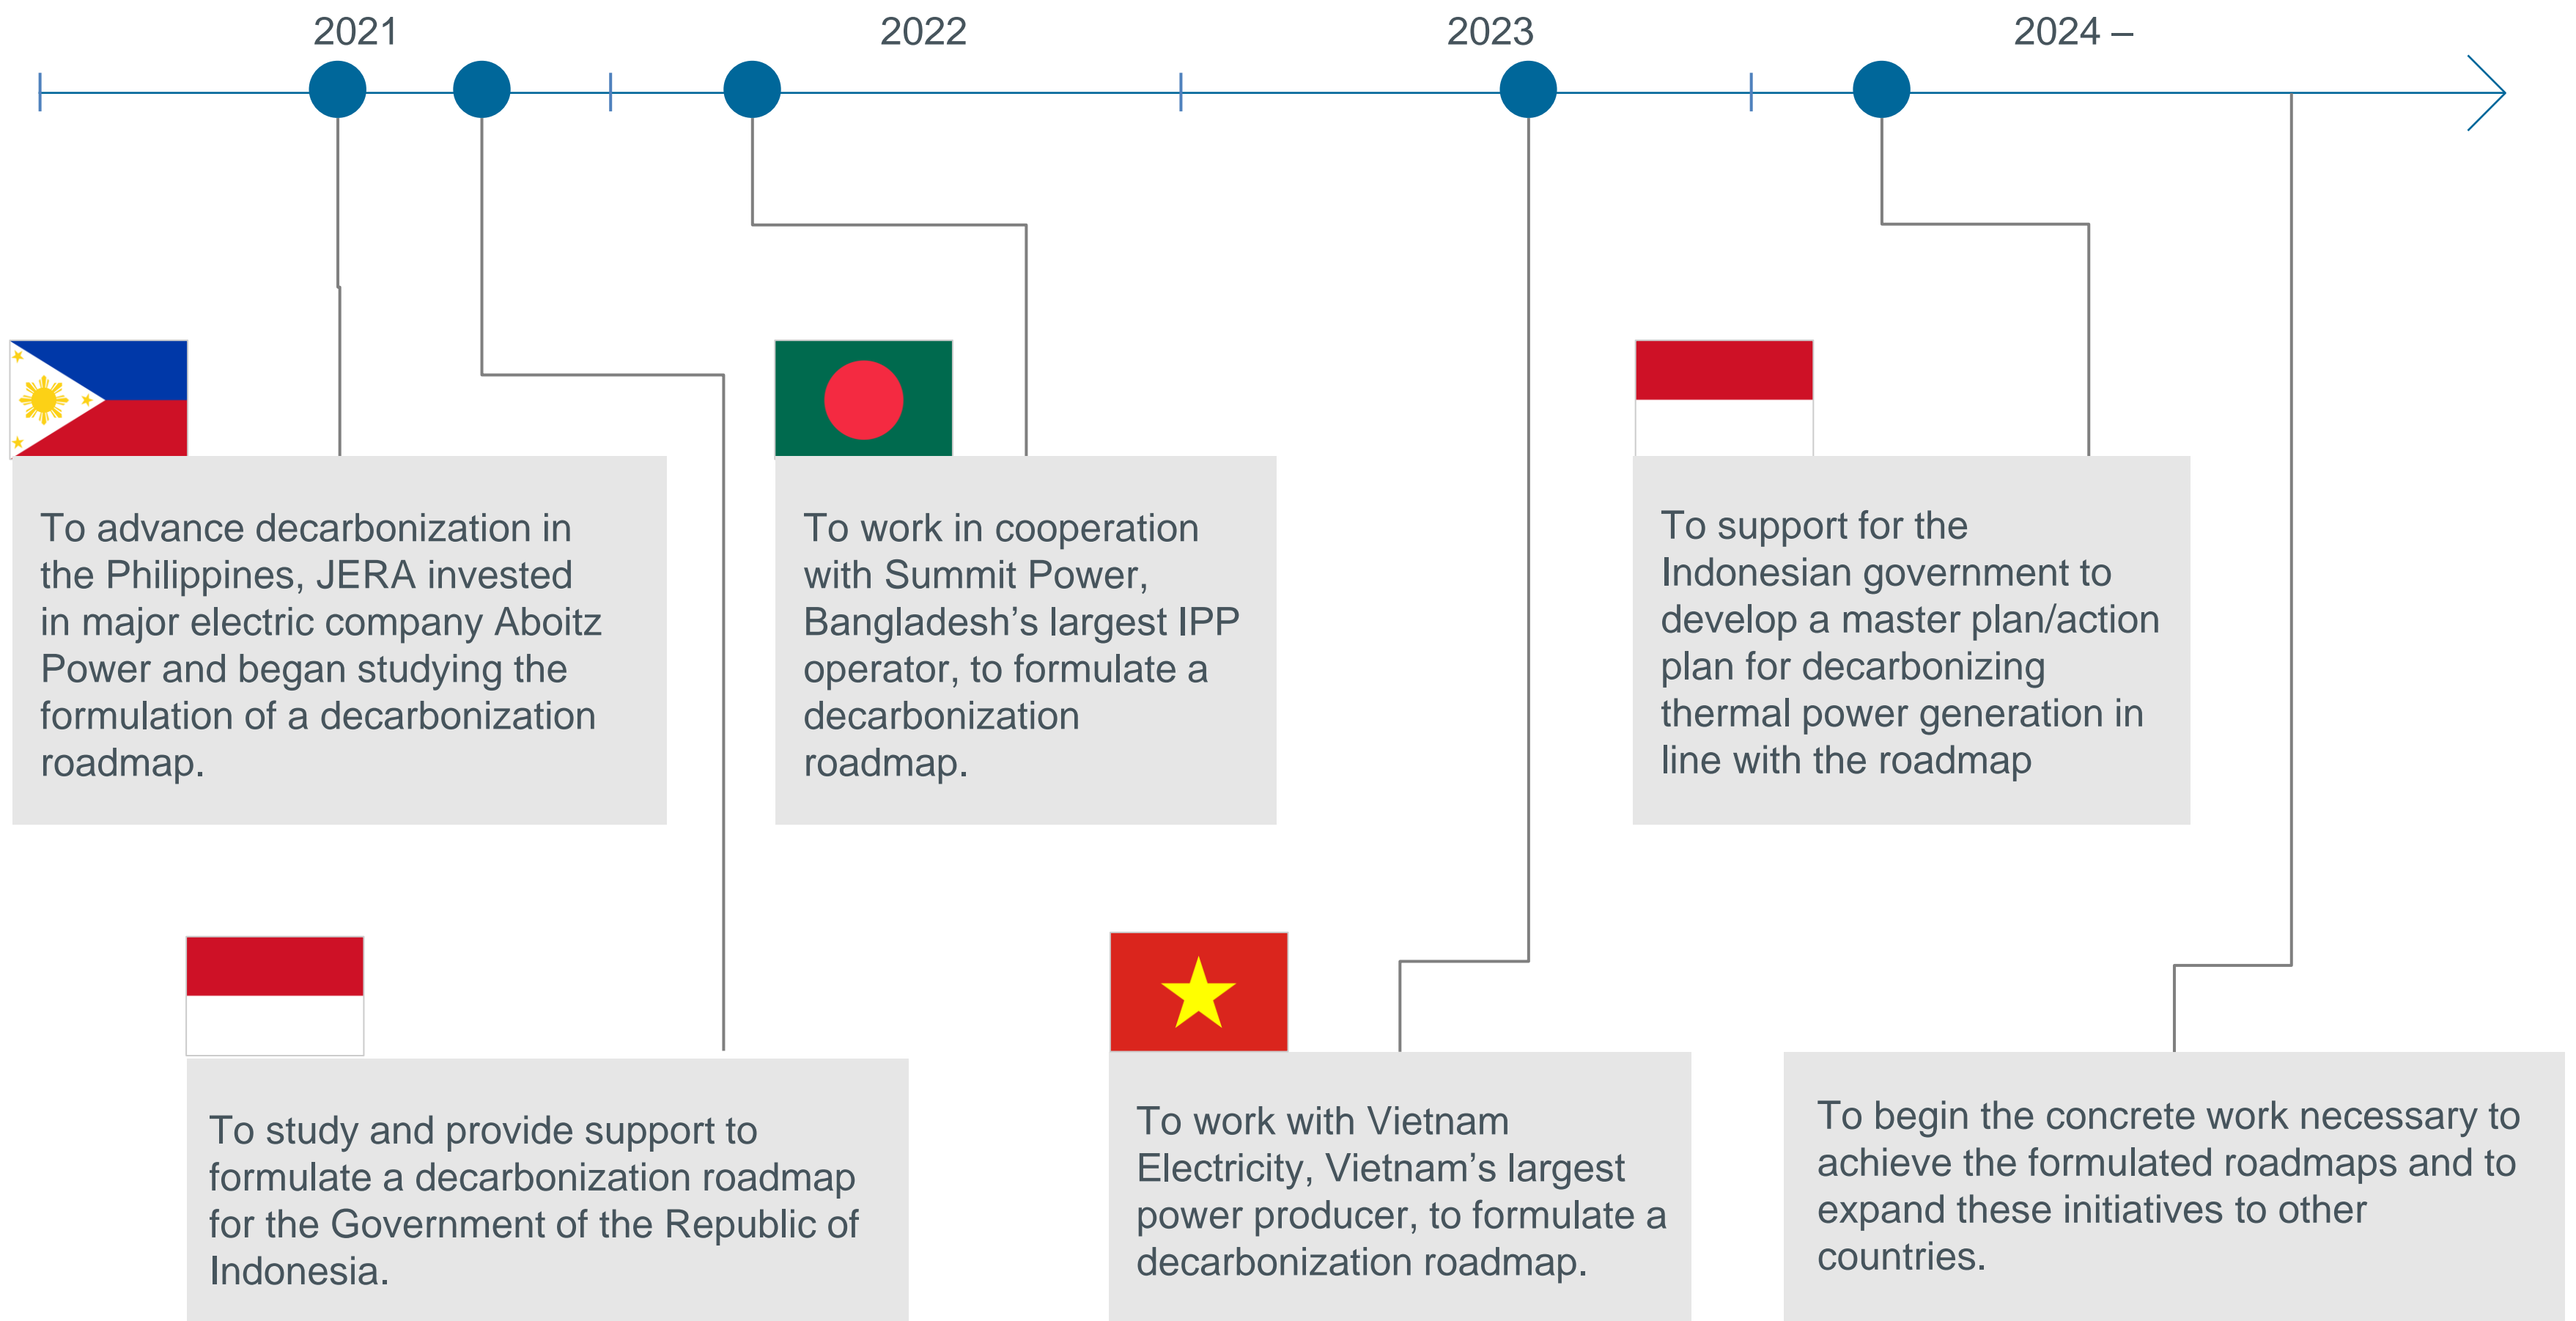 2021
2022
2023
2024 –
To advance decarbonization in
the Philippines, JERA invested
in major electric company Aboitz
Power and began studying the
formulation of a decarbonization
roadmap.
To work in cooperation
with Summit Power,
Bangladesh’s largest IPP
operator, to formulate a
decarbonization
roadmap.
To support for the
Indonesian government to
develop a master plan/action
plan for decarbonizing
thermal power generation in
line with the roadmap
To study and provide support to
formulate a decarbonization roadmap
for the Government of the Republic of
Indonesia.
To work with Vietnam
Electricity, Vietnam’s largest
power producer, to formulate a
decarbonization roadmap.
To begin the concrete work necessary to
achieve the formulated roadmaps and to
expand these initiatives to other
countries.